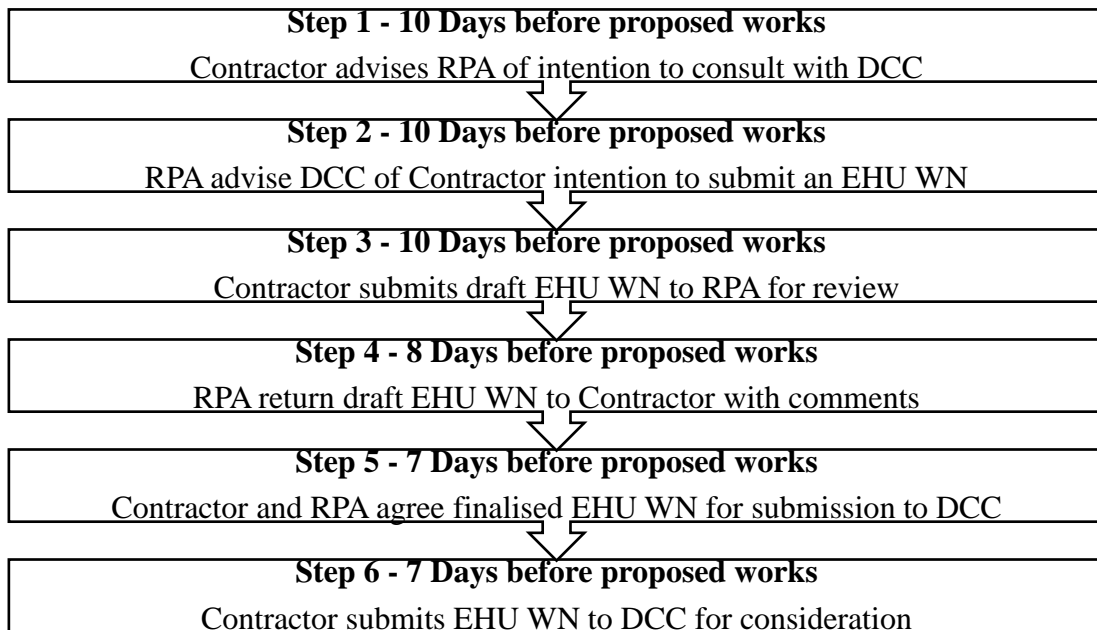 Step 1 - 10 Days before proposed works
Contractor advises RPA of intention to consult with DCC
Step 2 - 10 Days before proposed works
RPA advise DCC of Contractor intention to submit an EHU WN
Step 3 - 10 Days before proposed works
Contractor submits draft EHU WN to RPA for review
Step 4 - 8 Days before proposed works
RPA return draft EHU WN to Contractor with comments
Step 5 - 7 Days before proposed works
Contractor and RPA agree finalised EHU WN for submission to DCC
Step 6 - 7 Days before proposed works
Contractor submits EHU WN to DCC for consideration